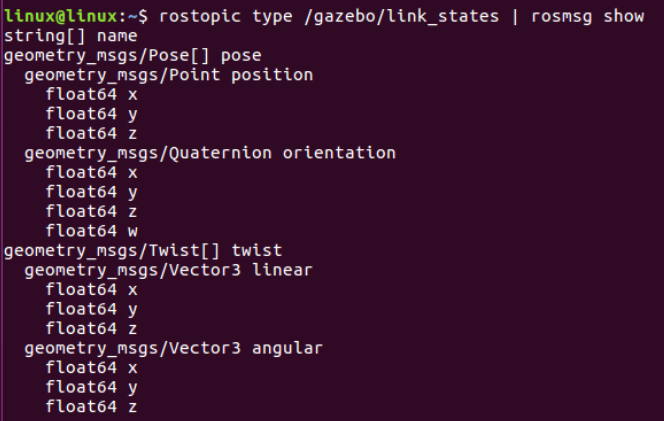 linux@linux:~$ rostopic type /gazebo/link_states | rosmsg show
string[] name
geometry_msgs/Pose[] pose
  geometry_msgs/Point position
    float64 x
    float64 y
    float64 z
  geometry_msgs/Quaternion orientation
    float64 x
    float64 y
    float64 z
    float64 w
geometry_msgs/Twist[] twist
  geometry_msgs/Vector3 linear
    float64 x
    float64 y
    float64 z
  geometry_msgs/Vector3 angular
    float64 x
    float64 y
    float64 z